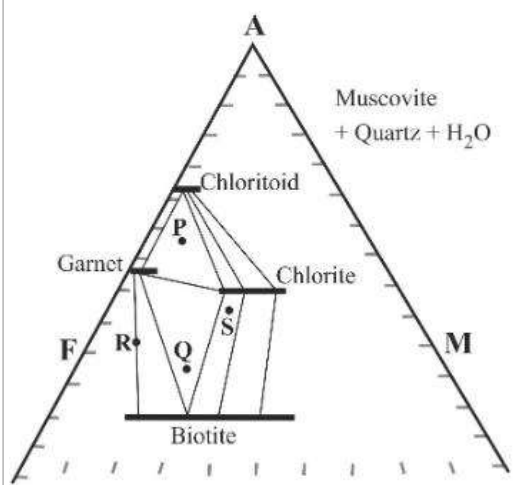 A
Muscovite
+ Quartz + H₂O
Chloritoid
P
Garnet
Chlorite
S
F
R
Q
M
Biotite